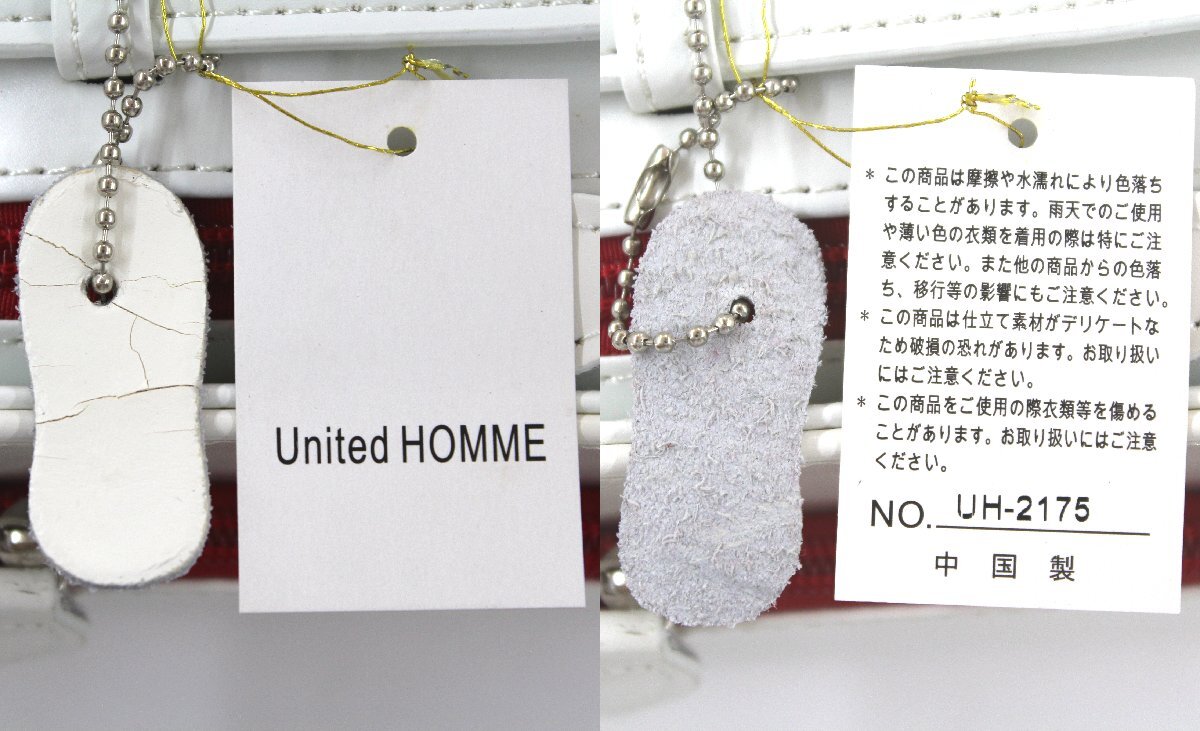 United HOMME
* この商品は摩擦や水濡れにより色落ち
することがあります。雨天でのご使用
や薄い色の衣類を着用の際は特にご注
意ください。また他の商品からの色落
ち、移行等の影響にもご注意ください。
* この商品は仕立て素材がデリケートな
ため破損の恐れがあります。お取り扱い
にはご注意ください。
* この商品をご使用の際衣類等を傷める
ことがあります。お取り扱いにはご注意
ください。
NO. UH-2175
中国製